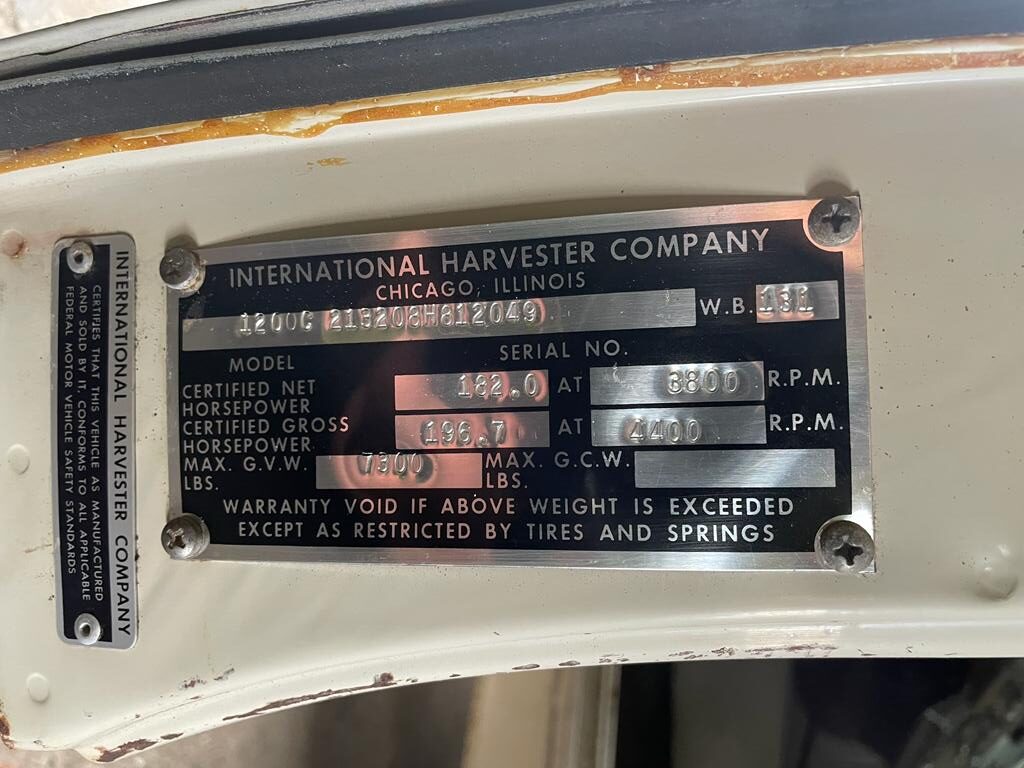 INTERNATIONAL HARVESTER COMPANY
CERTIFIES THAT THIS VEHICLE AS MANUFACTURED
AND SOLD BY IT, CONFORMS TO ALL APPLICABLE
FEDERAL MOTOR VEHICLE SAFETY STANDARDS
INTERNATIONAL HARVESTER COMPANY
CHICAGO, ILLINOIS
1200C 213208H812049 W.B. 131
MODEL SERIAL NO.
CERTIFIED NET HORSEPOWER 182.0 AT 3800 R.P.M.
CERTIFIED GROSS HORSEPOWER 196.7 AT 4400 R.P.M.
MAX. G.V.W. LBS. 7300 MAX. G.C.W. LBS.
WARRANTY VOID IF ABOVE WEIGHT IS EXCEEDED
EXCEPT AS RESTRICTED BY TIRES AND SPRINGS